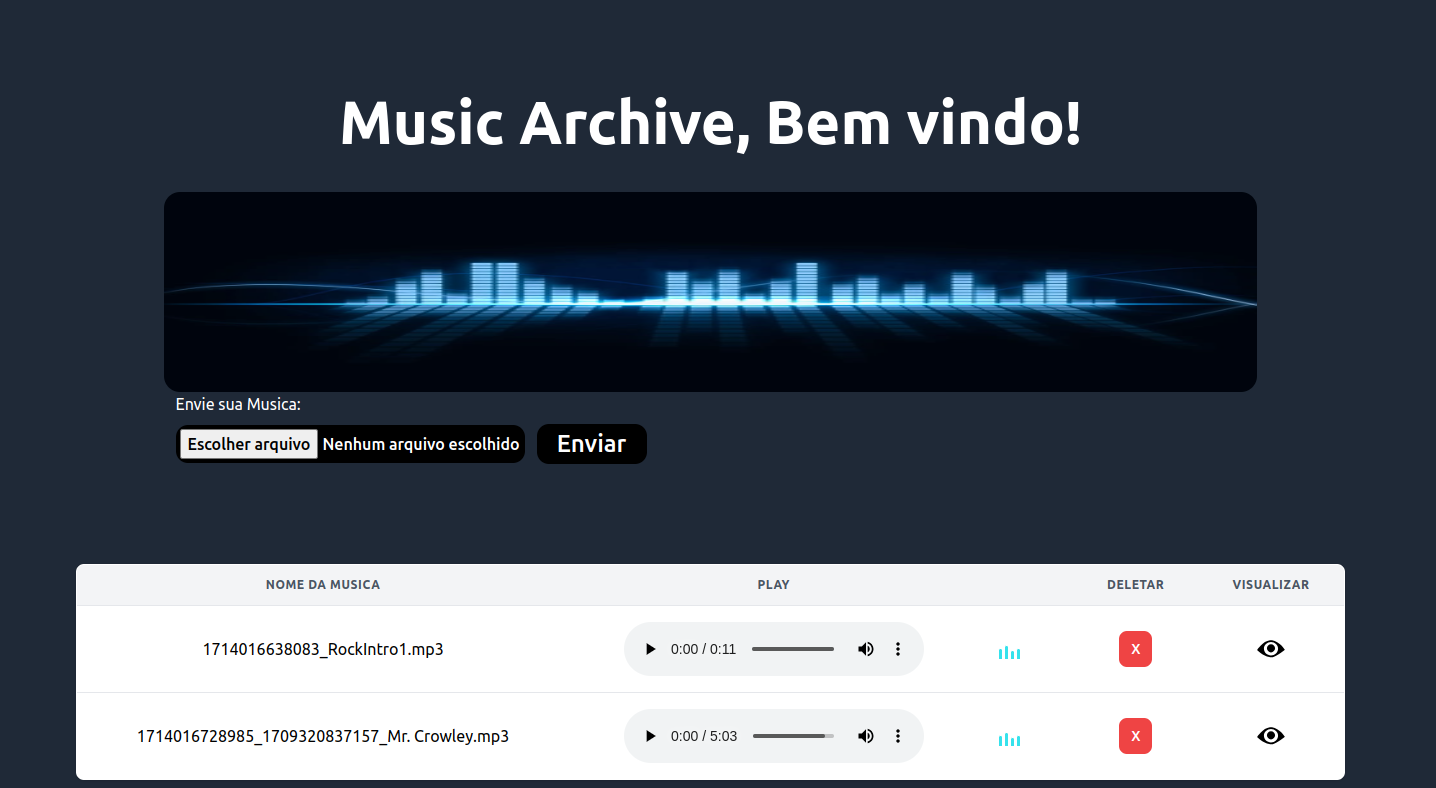 Music Archive, Bem vindo!
Envie sua Musica:
Escolher arquivo Nenhum arquivo escolhido Enviar
NOME DA MUSICA PLAY DELETAR VISUALIZAR
1714016638083_RockIntro1.mp3 0:00 / 0:11 X
1714016728985_1709320837157_Mr. Crowley.mp3 0:00 / 5:03 X